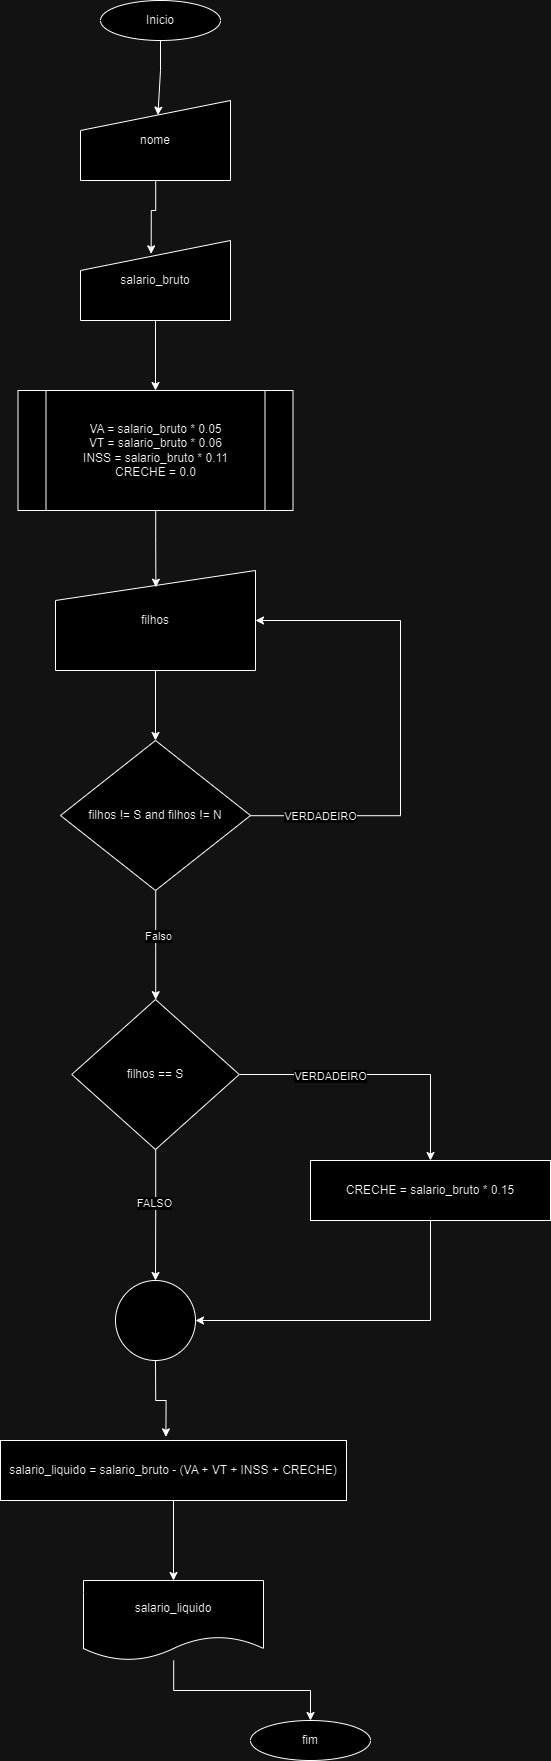 Inicio
nome
salario_bruto
VA = salario_bruto * 0.05
VT = salario_bruto * 0.06
INSS = salario_bruto * 0.11
CRECHE = 0.0
filhos
filhos != S and filhos != N
VERDADEIRO
Falso
filhos == S
VERDADEIRO
CRECHE = salario_bruto * 0.15
FALSO
salario_liquido = salario_bruto - (VA + VT + INSS + CRECHE)
salario_liquido
fim